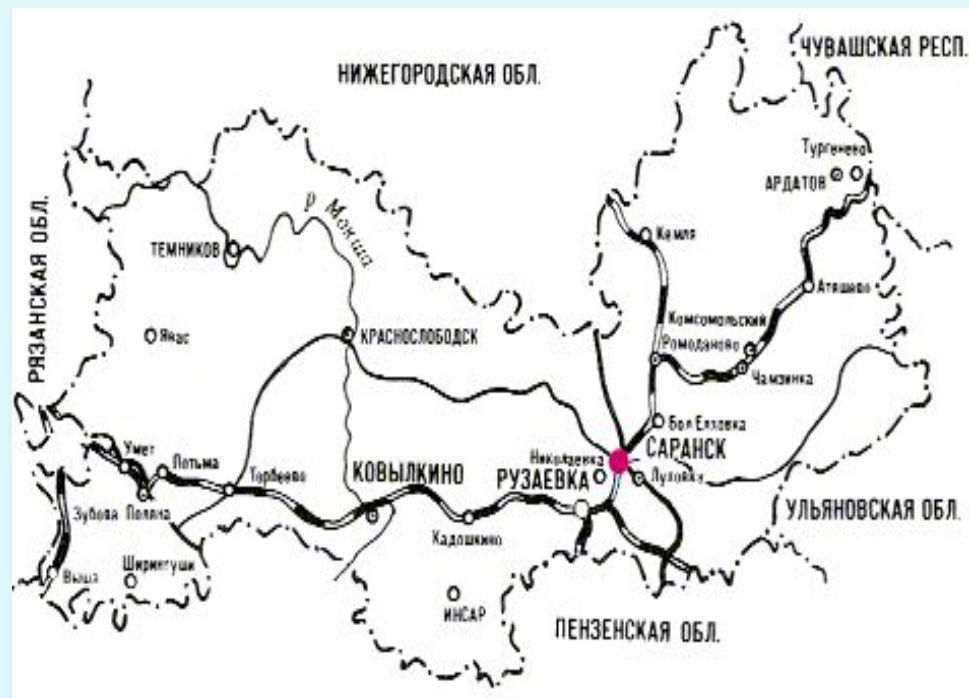 ЧУВАШСКАЯ РЕСП.
НИЖЕГОРОДСКАЯ ОБЛ.
Тургенево
АРДАТОВ
РЯЗАНСКАЯ ОБЛ.
р Мокша
ТЕМНИКОВ
Кемля
Атяшево
Комсомольский
Явас
КРАСНОСЛОБОДСК
Ромоданово
Чамзинка
Бол Елховка
Умет
Потьма
Торбеево
КОВЫЛКИНО
Николаевка
САРАНСК
РУЗАЕВКА
Луховка
Зубова Поляна
УЛЬЯНОВСКАЯ ОБЛ.
Кадошкино
Выша
Ширингуши
ИНСАР
ПЕНЗЕНСКАЯ ОБЛ.